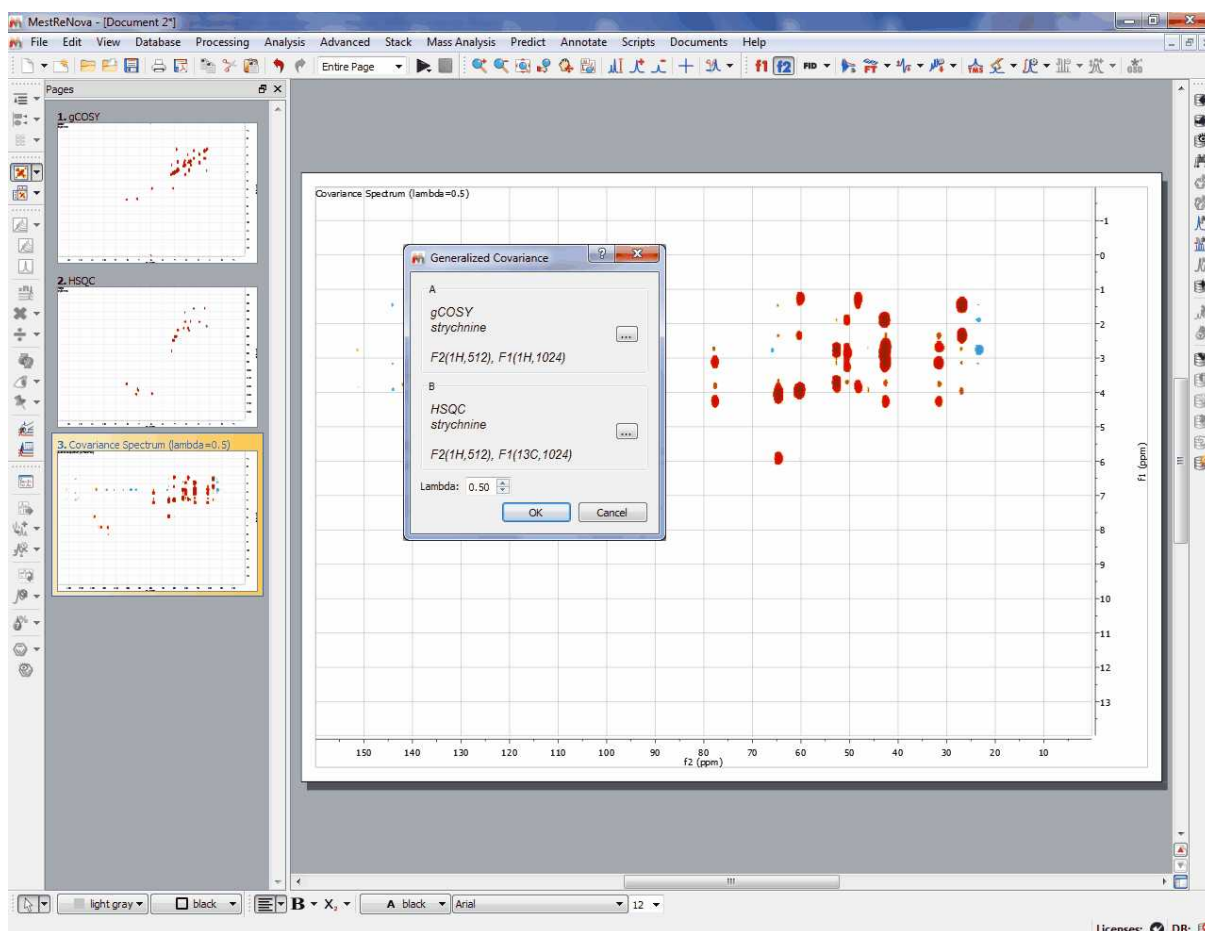 MestReNova - [Document 2*]
File Edit View Database Processing Analysis Advanced Stack Mass Analysis Predict Annotate Scripts Documents Help
Entire Page f1 f2 FID
Pages
1. gCOSY
2. HSQC
3. Covariance Spectrum (lambda=0.5)
Covariance Spectrum (lambda=0.5)
Generalized Covariance
A
gCOSY
strychnine
...
F2(1H,512), F1(1H,1024)
B
HSQC
strychnine
...
F2(1H,512), F1(13C,1024)
Lambda: 0.50
OK Cancel
-1
0
1
2
3
4
5
6
7
8
9
10
11
12
13
f1 (ppm)
150 140 130 120 110 100 90 80 70 60 50 40 30 20 10
f2 (ppm)
light gray black B X2 A black Arial 12
Licenses: DB: